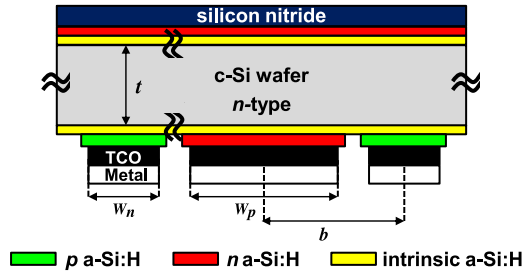 silicon nitride
c-Si wafer
t
n-type
TCO
Metal
Wn
Wp
b
p a-Si:H
n a-Si:H
intrinsic a-Si:H